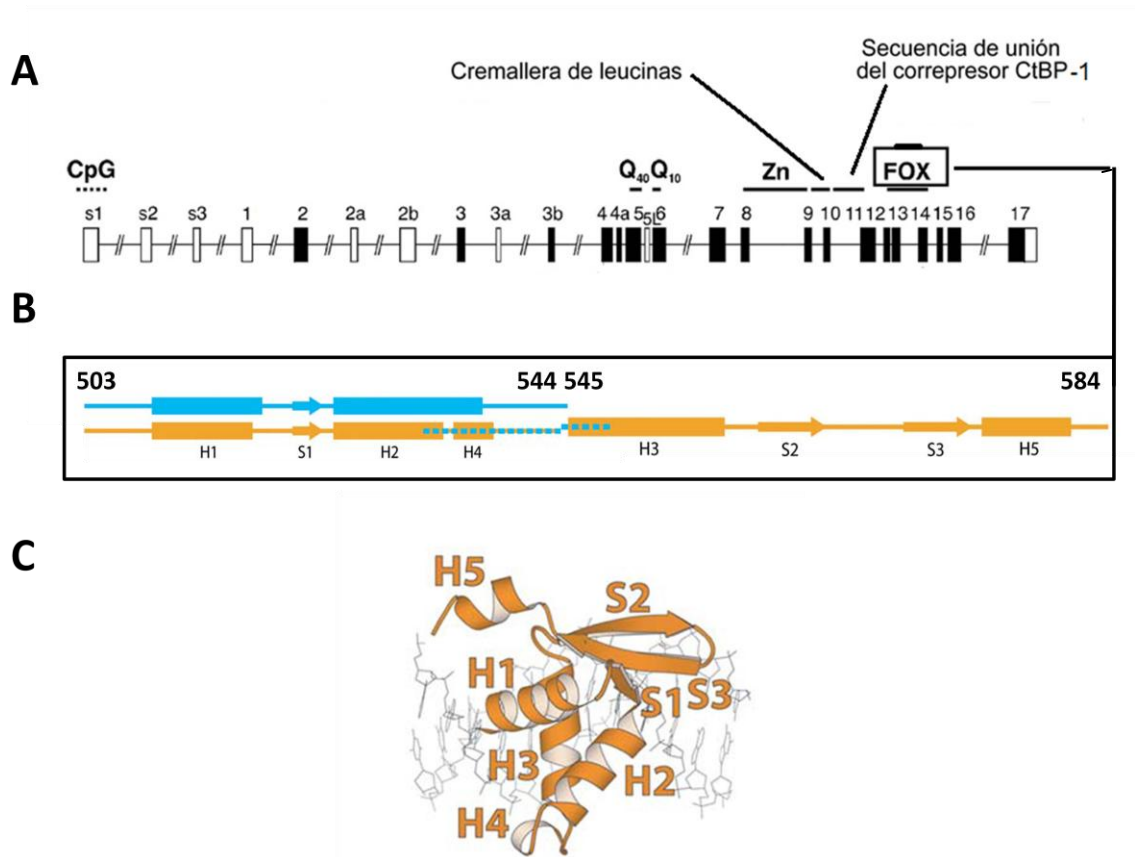 A
Cremallera de leucinas
Secuencia de unión
del correpresor CtBP-1
CpG
Q40 Q10
Zn
FOX
s1 s2 s3 1 2 2a 2b 3 3a 3b 4 4a 5 5L 6 7 8 9 10 11 12 13 14 15 16 17
B
503 544 545 584
H1 S1 H2 H4 H3 S2 S3 H5
C
H5
S2
H1
S1 S3
H3
H2
H4